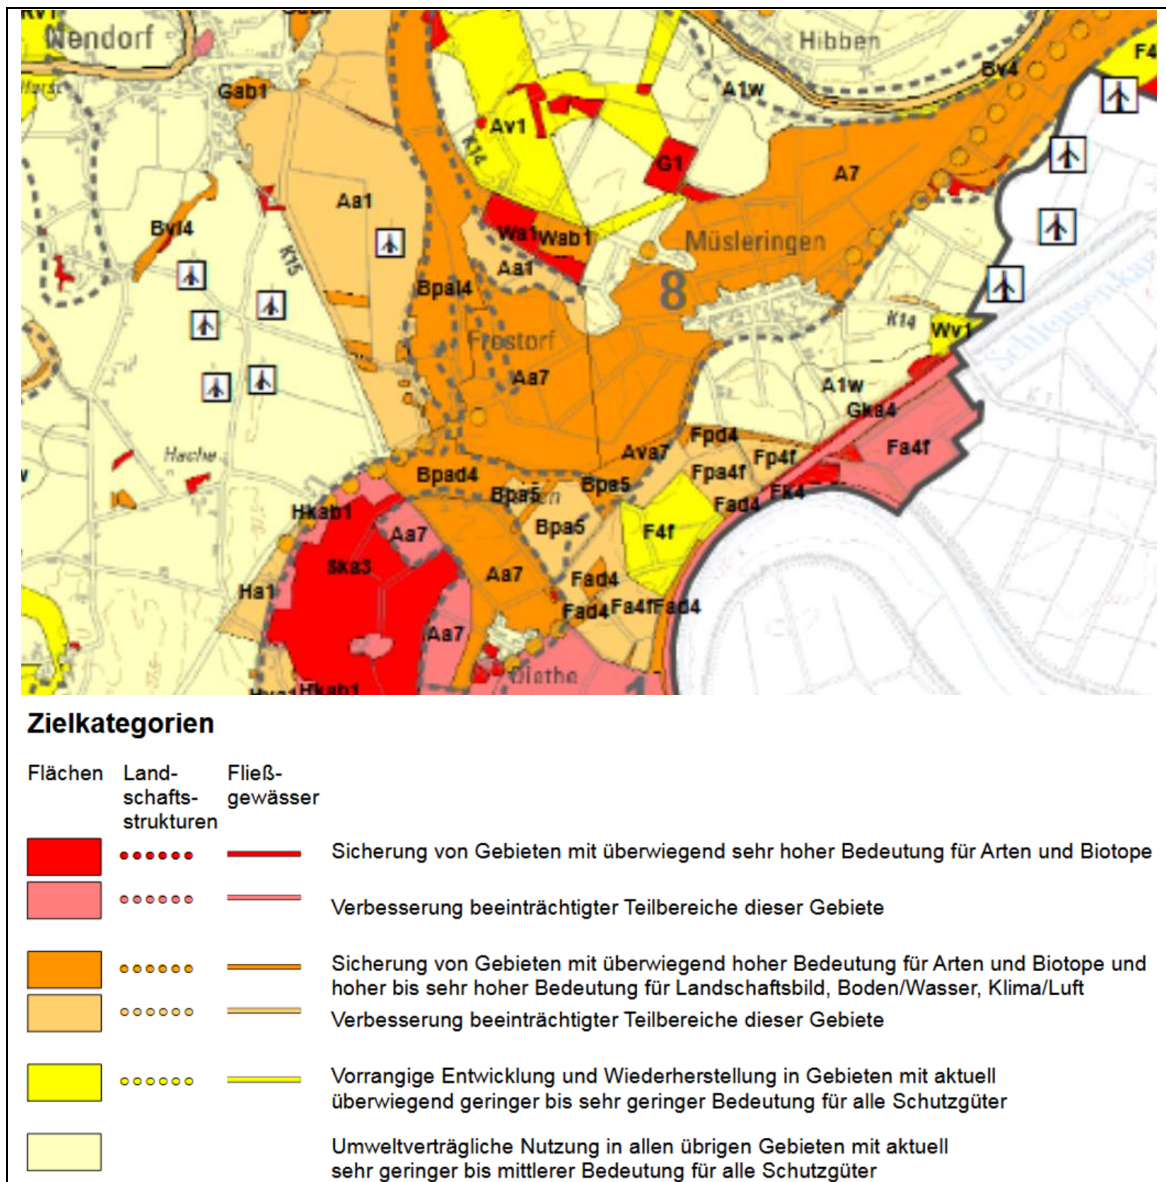 Nendorf
Hibben
Bv4
F4
Gab1
A1w
Av1
K14
G1
A7
Aa1
Bvl4
Wa1
Wab1
Müsleringen
K15
Aa1
Bpal4
8
Frestorf
K14
Wv1
Schleusenkan
Aa7
A1w
Gka4
K1
Hache
Ava7
Fpd4
Fp4f
Fa4f
Bpad4
Fpa4f
Bpa5
Bpa5
Fad4
FK4
Hkab1
Aa7
Bpa5
F4f
Ska3
Aa7
Fad4
Ha1
Fad4
Fa4f
Fad4
Aa7
Diethe
Hkab1
Zielkategorien
Flächen Land- Fließ-
schafts- gewässer
strukturen
Sicherung von Gebieten mit überwiegend sehr hoher Bedeutung für Arten und Biotope
Verbesserung beeinträchtigter Teilbereiche dieser Gebiete
Sicherung von Gebieten mit überwiegend hoher Bedeutung für Arten und Biotope und
hoher bis sehr hoher Bedeutung für Landschaftsbild, Boden/Wasser, Klima/Luft
Verbesserung beeinträchtigter Teilbereiche dieser Gebiete
Vorrangige Entwicklung und Wiederherstellung in Gebieten mit aktuell
überwiegend geringer bis sehr geringer Bedeutung für alle Schutzgüter
Umweltverträgliche Nutzung in allen übrigen Gebieten mit aktuell
sehr geringer bis mittlerer Bedeutung für alle Schutzgüter